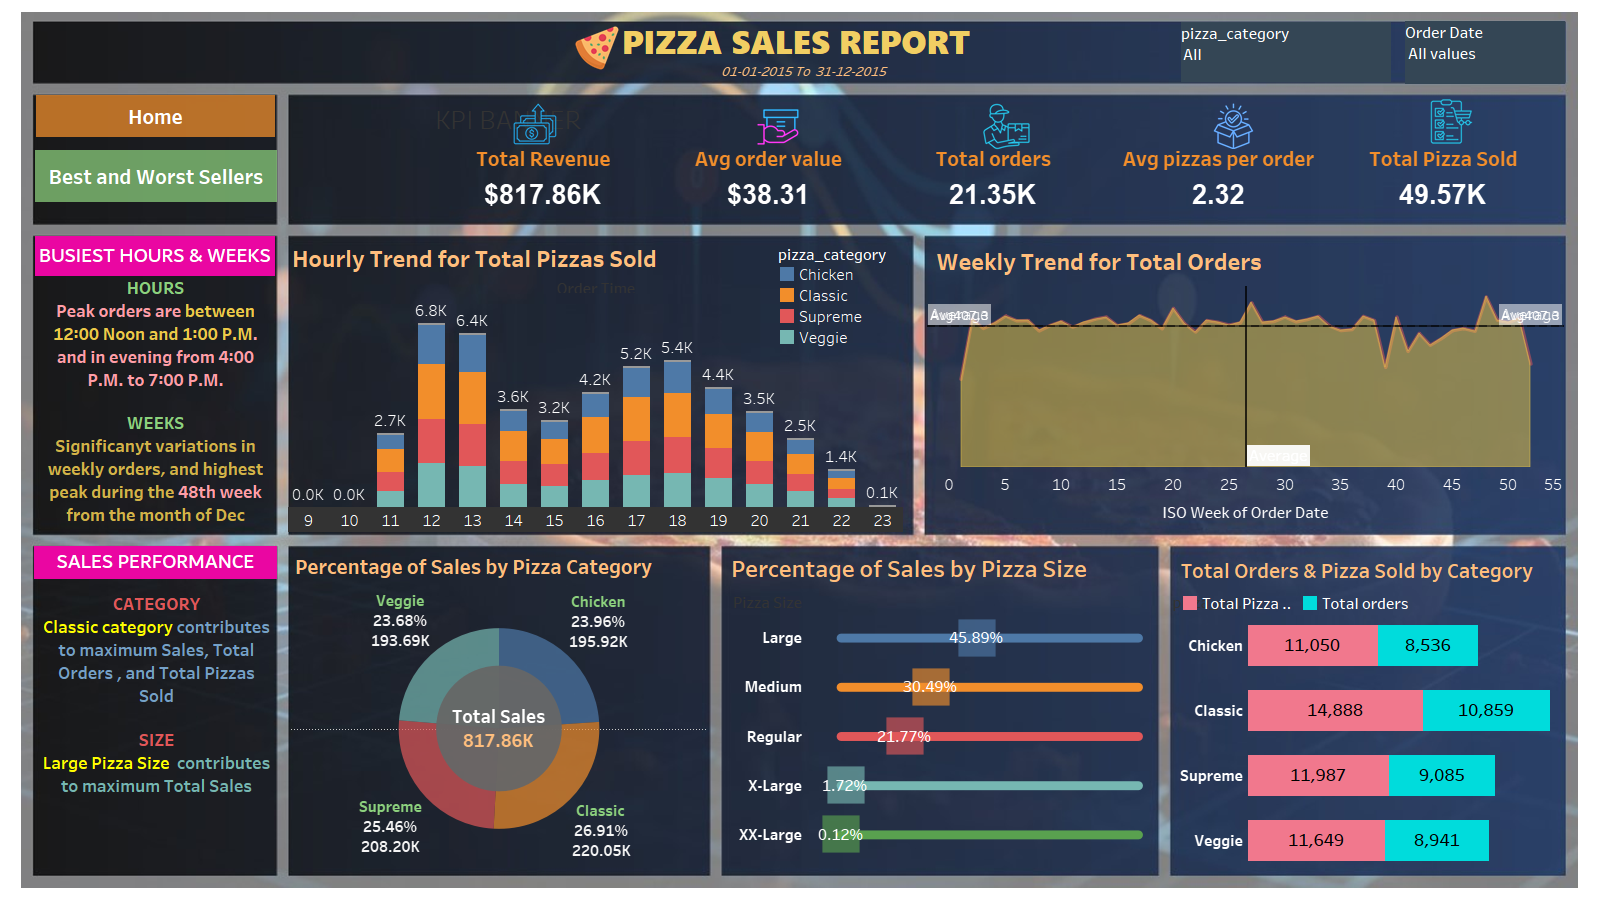 PIZZA SALES REPORT
01-01-2015 To 31-12-2015
pizza_category
All
Order Date
All values
Home
Best and Worst Sellers
KPI BANNER
Total Revenue
$817.86K
Avg order value
$38.31
Total orders
21.35K
Avg pizzas per order
2.32
Total Pizza Sold
49.57K
BUSIEST HOURS & WEEKS
HOURS
Peak orders are between
12:00 Noon and 1:00 P.M.
and in evening from 4:00
P.M. to 7:00 P.M.
WEEKS
Significanyt variations in
weekly orders, and highest
peak during the 48th week
from the month of Dec
Hourly Trend for Total Pizzas Sold
Order Time
pizza_category
Chicken
Classic
Supreme
Veggie
0.0K 0.0K 2.7K 6.8K 6.4K 3.6K 3.2K 4.2K 5.2K 5.4K 4.4K 3.5K 2.5K 1.4K 0.1K
9 10 11 12 13 14 15 16 17 18 19 20 21 22 23
Weekly Trend for Total Orders
Average
Average
Average
0 5 10 15 20 25 30 35 40 45 50 55
ISO Week of Order Date
SALES PERFORMANCE
CATEGORY
Classic category contributes
to maximum Sales, Total
Orders , and Total Pizzas
Sold
SIZE
Large Pizza Size contributes
to maximum Total Sales
Percentage of Sales by Pizza Category
Veggie
23.68%
193.69K
Chicken
23.96%
195.92K
Total Sales
817.86K
Supreme
25.46%
208.20K
Classic
26.91%
220.05K
Percentage of Sales by Pizza Size
Pizza Size
Large 45.89%
Medium 30.49%
Regular 21.77%
X-Large 1.72%
XX-Large 0.12%
Total Orders & Pizza Sold by Category
Total Pizza .. Total orders
Chicken 11,050 8,536
Classic 14,888 10,859
Supreme 11,987 9,085
Veggie 11,649 8,941